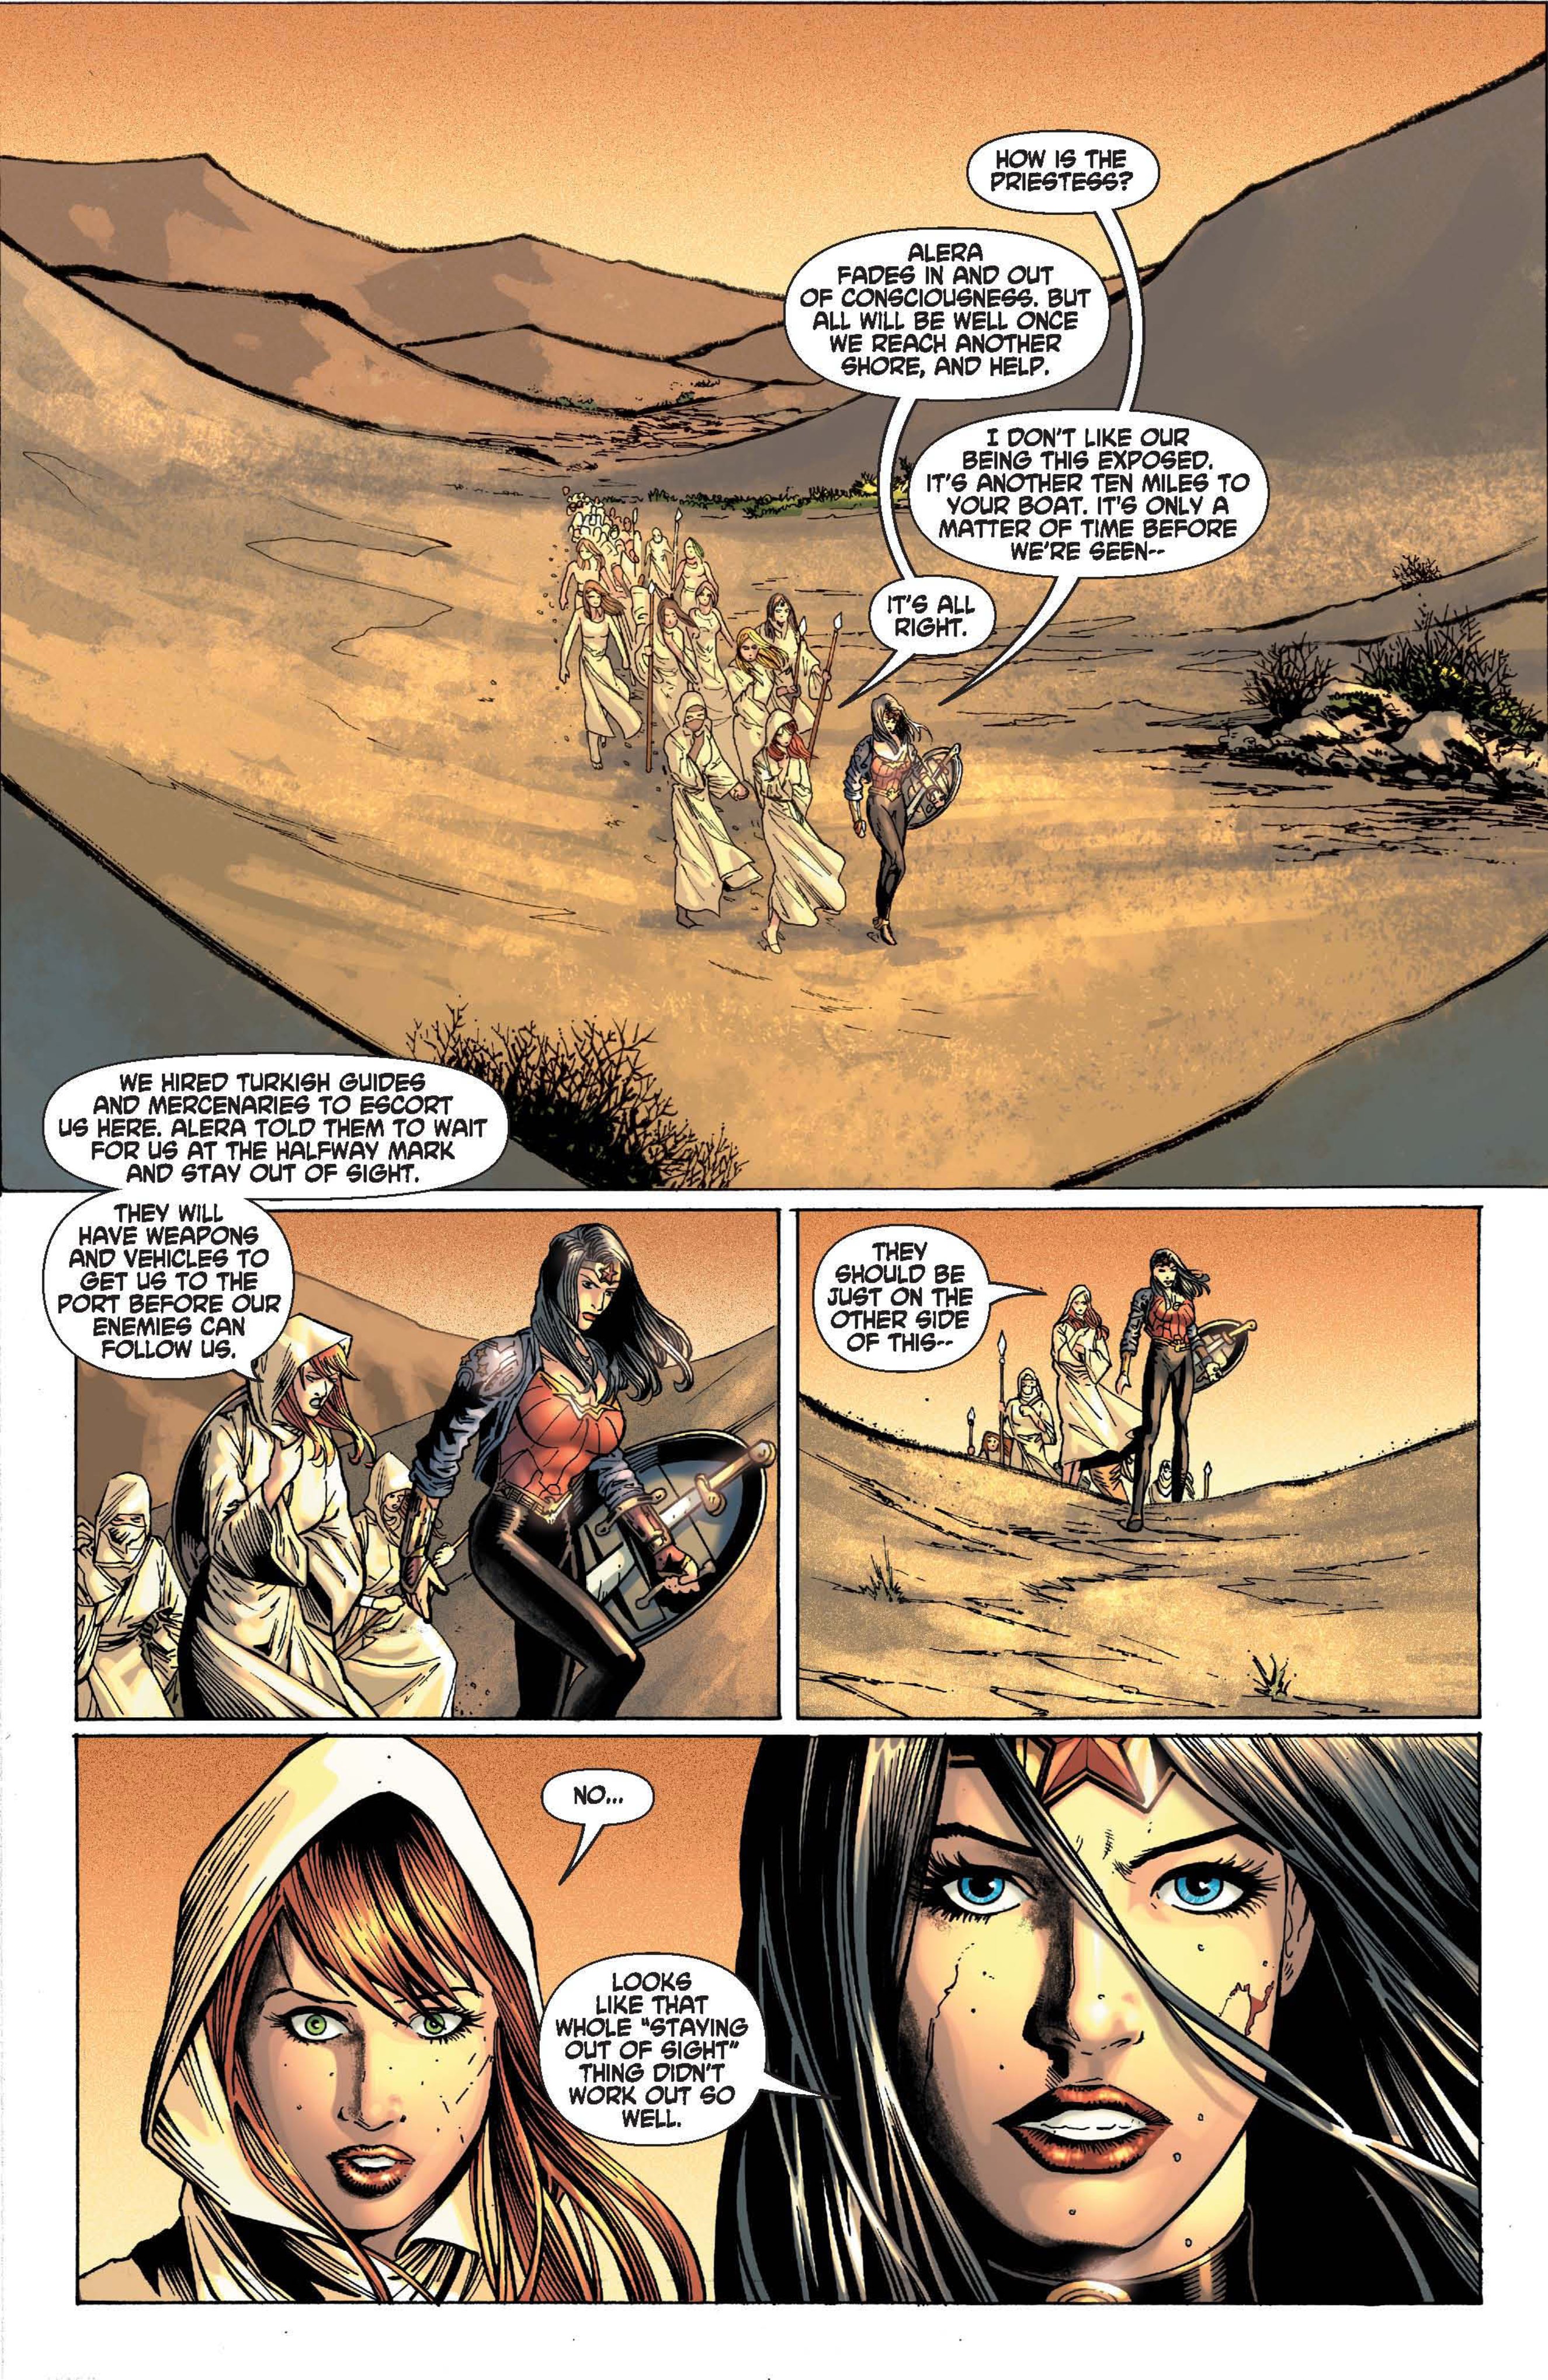 HOW IS THE
PRIESTESS?
ALERA
FADES IN AND OUT
OF CONSCIOUSNESS. BUT
ALL WILL BE WELL ONCE
WE REACH ANOTHER
SHORE, AND HELP.
I DON'T LIKE OUR
BEING THIS EXPOSED.
IT'S ANOTHER TEN MILES TO
YOUR BOAT. IT'S ONLY A
MATTER OF TIME BEFORE
WE'RE SEEN--
IT'S ALL
RIGHT.
WE HIRED TURKISH GUIDES
AND MERCENARIES TO ESCORT
US HERE. ALERA TOLD THEM TO WAIT
FOR US AT THE HALFWAY MARK
AND STAY OUT OF SIGHT.
THEY WILL
HAVE WEAPONS
AND VEHICLES TO
GET US TO THE
PORT BEFORE OUR
ENEMIES CAN
FOLLOW US.
THEY
SHOULD BE
JUST ON THE
OTHER SIDE
OF THIS--
NO...
LOOKS
LIKE THAT
WHOLE "STAYING
OUT OF SIGHT"
THING DIDN'T
WORK OUT SO
WELL.